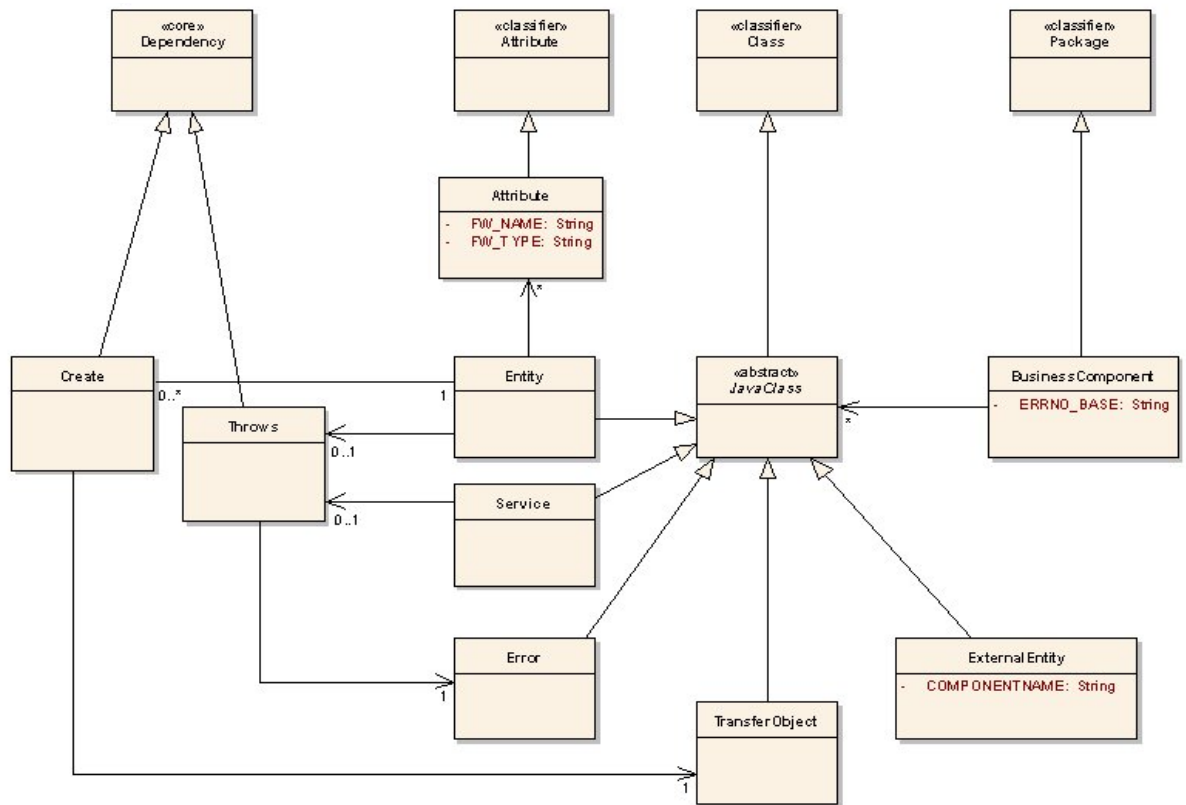 «core»
Dependency
«classifier»
Attribute
«classifier»
Class
«classifier»
Package
Attribute
- FW_NAME: String
- FW_TYPE: String
*
Create
0..*
1
Entity
«abstract»
JavaClass
*
BusinessComponent
- ERRNO_BASE: String
Throws
0..1
0..1
Service
Error
1
ExternalEntity
- COMPONENTNAME: String
TransferObject
1